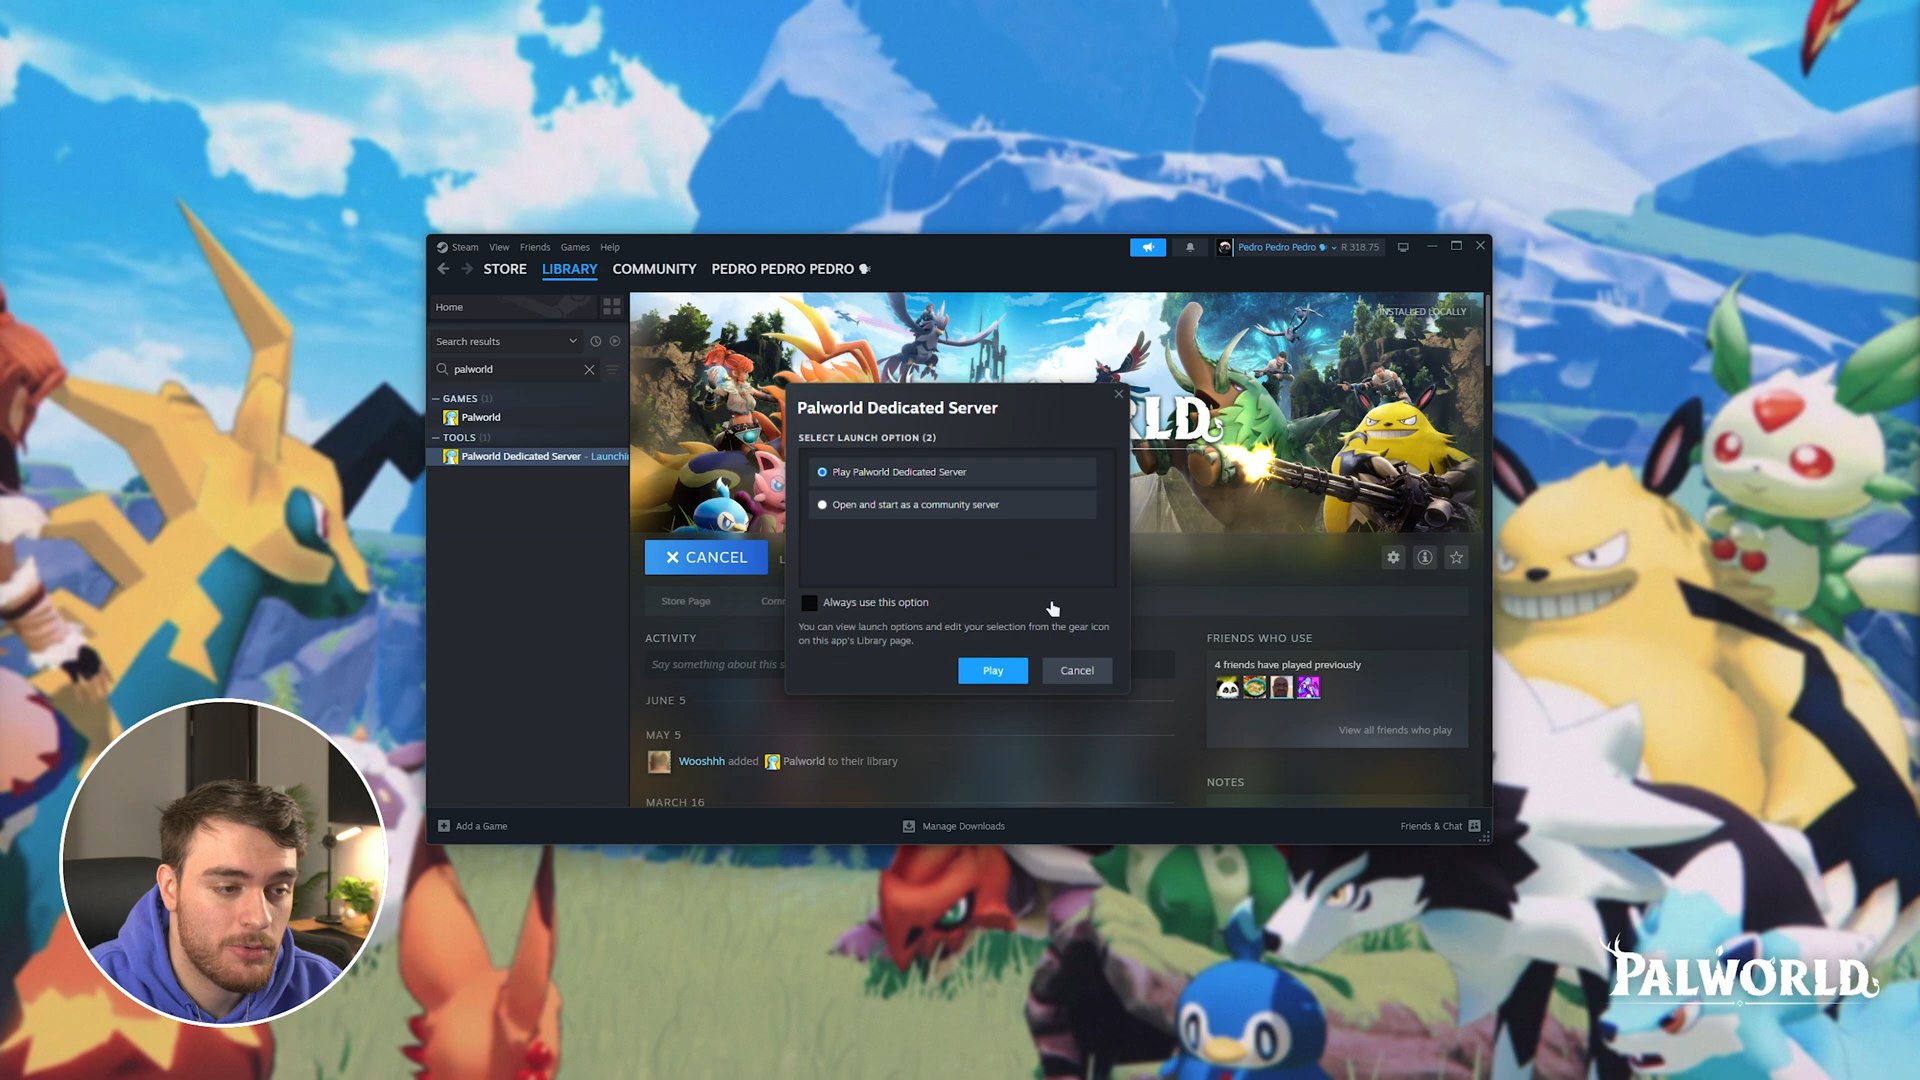 Steam View Friends Games Help
Pedro Pedro Pedro R 318.75
STORE LIBRARY COMMUNITY PEDRO PEDRO PEDRO
Home
INSTALLED LOCALLY
Search results
palworld
GAMES (1)
Palworld
TOOLS (1)
Palworld Dedicated Server - Launchi
LD
Palworld Dedicated Server
SELECT LAUNCH OPTION (2)
Play Palworld Dedicated Server
Open and start as a community server
CANCEL
L
Always use this option
You can view launch options and edit your selection from the gear icon
on this app's Library page.
Play Cancel
Store Page Com
ACTIVITY
Say something about this s
JUNE 5
MAY 5
Wooshhh added Palworld to their library
MARCH 16
FRIENDS WHO USE
4 friends have played previously
View all friends who play
NOTES
Add a Game
Manage Downloads
Friends & Chat
PALWORLD